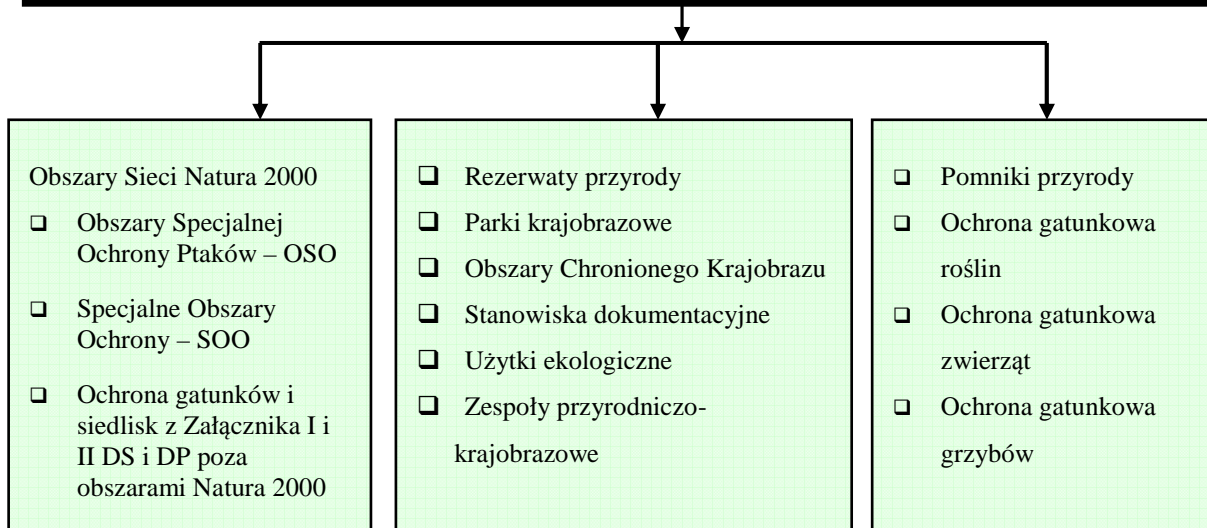 Obszary Sieci Natura 2000
❑ Obszary Specjalnej
Ochrony Ptaków – OSO
❑ Specjalne Obszary
Ochrony – SOO
❑ Ochrona gatunków i
siedlisk z Załącznika I i
II DS i DP poza
obszarami Natura 2000
❑ Rezerwaty przyrody
❑ Parki krajobrazowe
❑ Obszary Chronionego Krajobrazu
❑ Stanowiska dokumentacyjne
❑ Użytki ekologiczne
❑ Zespoły przyrodniczo-
krajobrazowe
❑ Pomniki przyrody
❑ Ochrona gatunkowa
roślin
❑ Ochrona gatunkowa
zwierząt
❑ Ochrona gatunkowa
grzybów